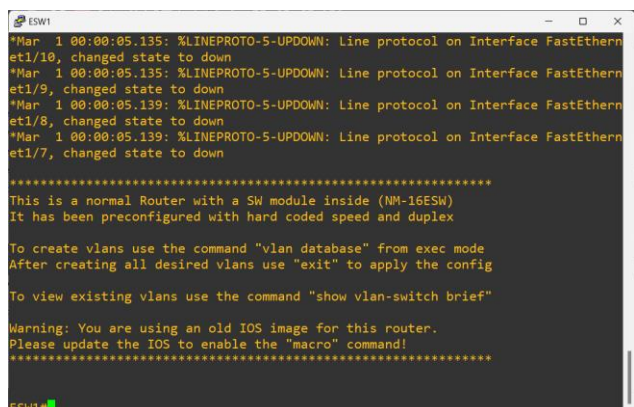 ESW1
*Mar  1 00:00:05.135: %LINEPROTO-5-UPDOWN: Line protocol on Interface FastEthern
et1/10, changed state to down
*Mar  1 00:00:05.135: %LINEPROTO-5-UPDOWN: Line protocol on Interface FastEthern
et1/9, changed state to down
*Mar  1 00:00:05.139: %LINEPROTO-5-UPDOWN: Line protocol on Interface FastEthern
et1/8, changed state to down
*Mar  1 00:00:05.139: %LINEPROTO-5-UPDOWN: Line protocol on Interface FastEthern
et1/7, changed state to down
***************************************************************
This is a normal Router with a SW module inside (NM-16ESW)
It has been preconfigured with hard coded speed and duplex
To create vlans use the command "vlan database" from exec mode
After creating all desired vlans use "exit" to apply the config
To view existing vlans use the command "show vlan-switch brief"
Warning: You are using an old IOS image for this router.
Please update the IOS to enable the "macro" command!
***************************************************************
ESW1#